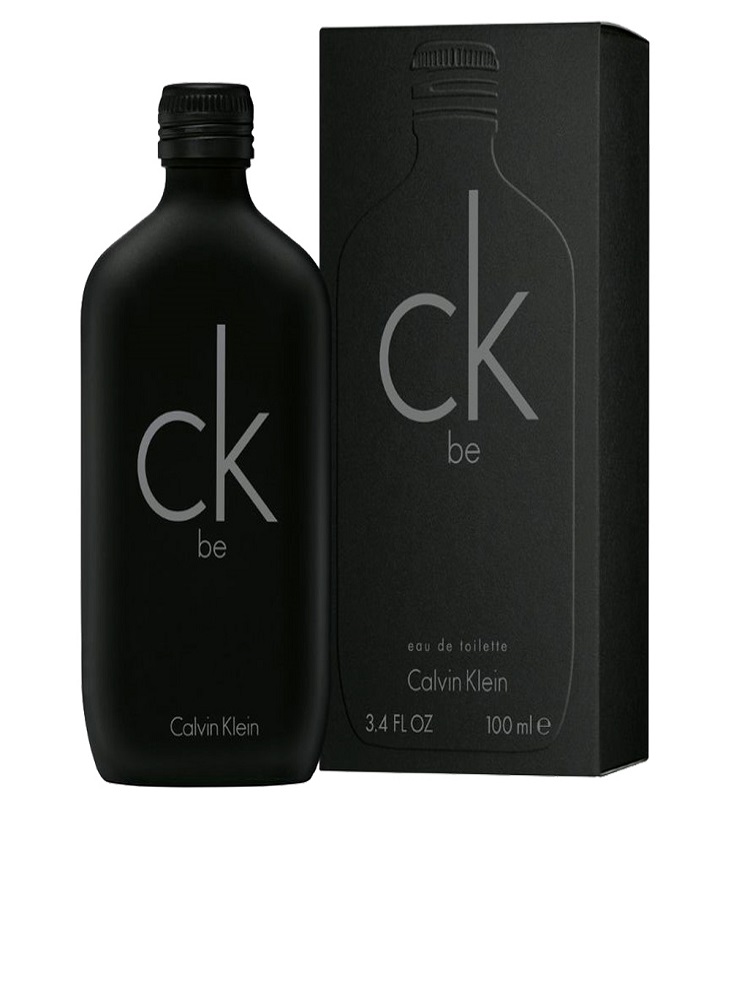 ck
be
Calvin Klein
ck
be
eau de toilette
Calvin Klein
3.4 FL OZ 100 ml ℮